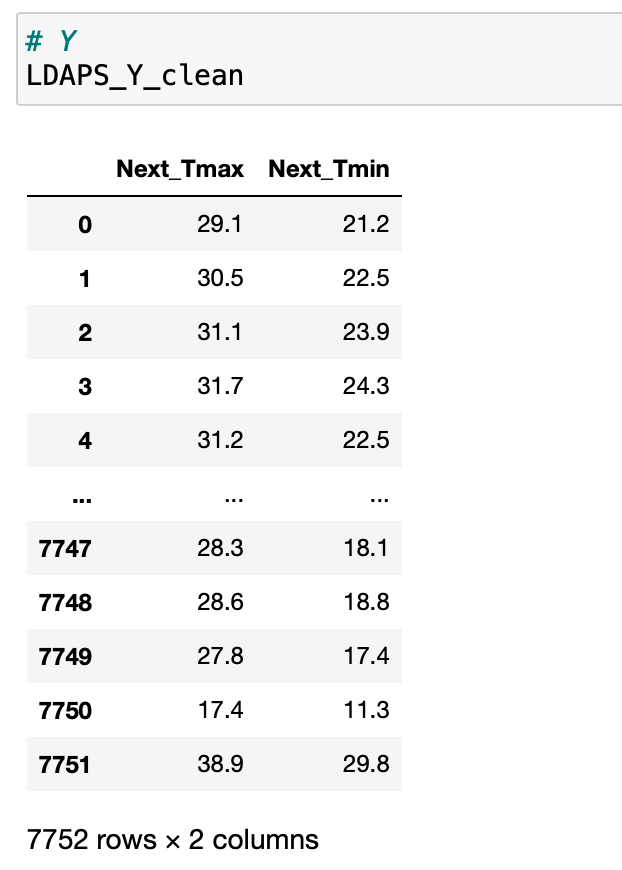 # Y
LDAPS_Y_clean
Next_Tmax Next_Tmin
0 29.1 21.2
1 30.5 22.5
2 31.1 23.9
3 31.7 24.3
4 31.2 22.5
... ... ...
7747 28.3 18.1
7748 28.6 18.8
7749 27.8 17.4
7750 17.4 11.3
7751 38.9 29.8
7752 rows × 2 columns